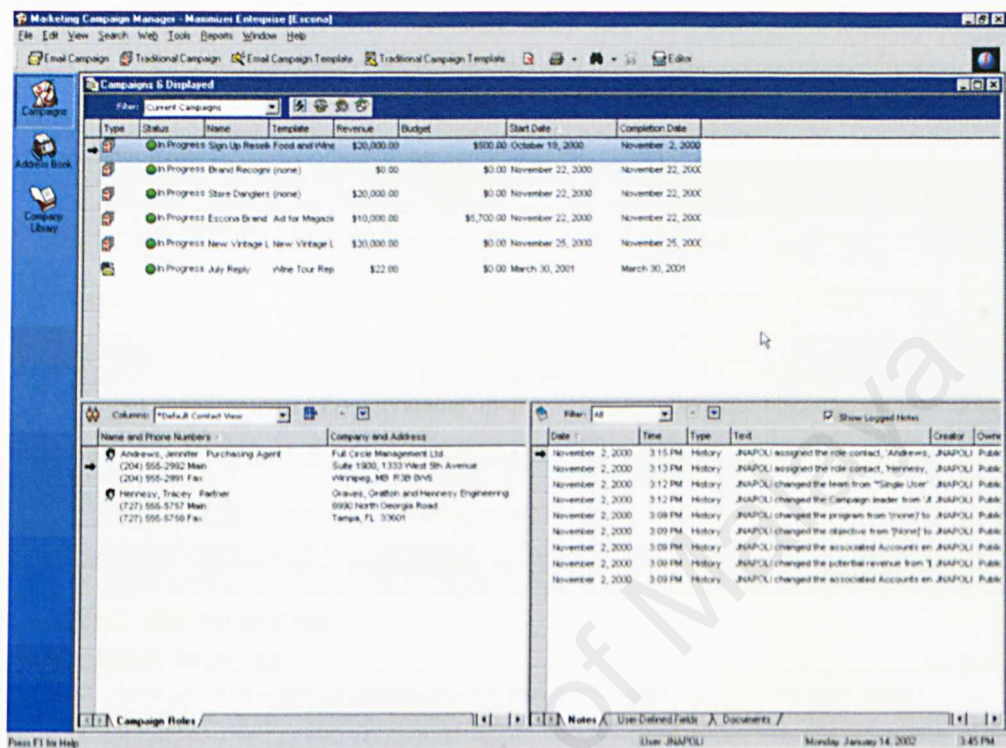 Marketing Campaign Manager - Maximizer Enterprise [Escona]
File Edit View Search Web Tools Reports Window Help
Email Campaign Traditional Campaign Email Campaign Template Traditional Campaign Template Editor
Campaigns
Address Book
Company Library
Campaigns 6 Displayed
Filter: Current Campaigns
Type Status Name Template Revenue Budget Start Date Completion Date
In Progress Sign Up Resell Food and Wine $20,000.00 $500.00 October 19, 2000 November 2, 2000
In Progress Brand Recogni (none) $0.00 $0.00 November 22, 2000 November 22, 200
In Progress Store Danglers (none) $20,000.00 $0.00 November 22, 2000 November 22, 200
In Progress Escona Brand Ad for Magazin $10,000.00 $5,700.00 November 22, 2000 November 22, 200
In Progress New Vintage L New Vintage L $20,000.00 $0.00 November 25, 2000 November 25, 200
In Progress July Reply Wine Tour Rep $22.00 $0.00 March 30, 2001 March 30, 2001
Columns: *Default Contact View
Name and Phone Numbers Company and Address
Andrews, Jennifer Purchasing Agent Full Circle Management Ltd.
(204) 555-2992 Main Suite 1900, 1333 West 5th Avenue
(204) 555-2991 Fax Winnipeg, MB R3B
Hennesy, Tracey Partner Graves, Gratton and Hennesy Engineering
(727) 555-5757 Main 8930 North Georgia Road
(727) 555-5758 Fax Tampa, FL 33601
Campaign Roles
Filter: All Show Logged Notes
Date Time Type Text Creator Owne
November 2, 2000 3:15 PM History JNAPOLI assigned the role contact, 'Andrews, JNAPOLI Public
November 2, 2000 3:13 PM History JNAPOLI assigned the role contact, 'Hennesy, JNAPOLI Public
November 2, 2000 3:12 PM History JNAPOLI changed the team from "Single User" JNAPOLI Public
November 2, 2000 3:12 PM History JNAPOLI changed the Campaign leader from 'J JNAPOLI Public
November 2, 2000 3:09 PM History JNAPOLI changed the program from '(none)' to JNAPOLI Public
November 2, 2000 3:09 PM History JNAPOLI changed the objective from '(None)' to JNAPOLI Public
November 2, 2000 3:09 PM History JNAPOLI changed the associated Accounts en JNAPOLI Public
November 2, 2000 3:09 PM History JNAPOLI changed the potential revenue from '$ JNAPOLI Public
November 2, 2000 3:09 PM History JNAPOLI changed the associated Accounts en JNAPOLI Public
Notes User-Defined Fields Documents
Press F1 for Help User: JNAPOLI Monday, January 14, 2002 3:45 PM
of Malaya